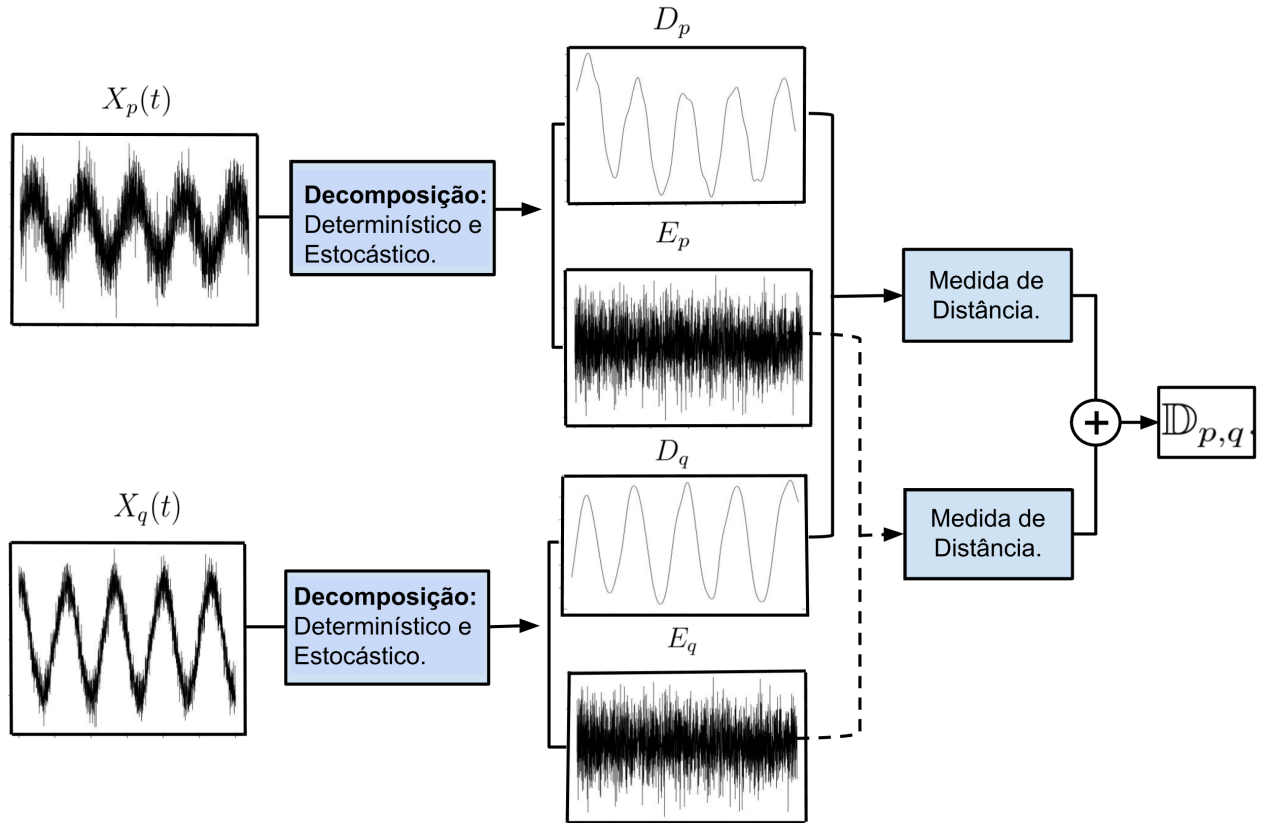 D_p
X_p(t)
Decomposição:
Determinístico e
Estocástico.
E_p
Medida de
Distância.
+
𝔻_{p,q}.
D_q
X_q(t)
Medida de
Distância.
Decomposição:
Determinístico e
Estocástico.
E_q